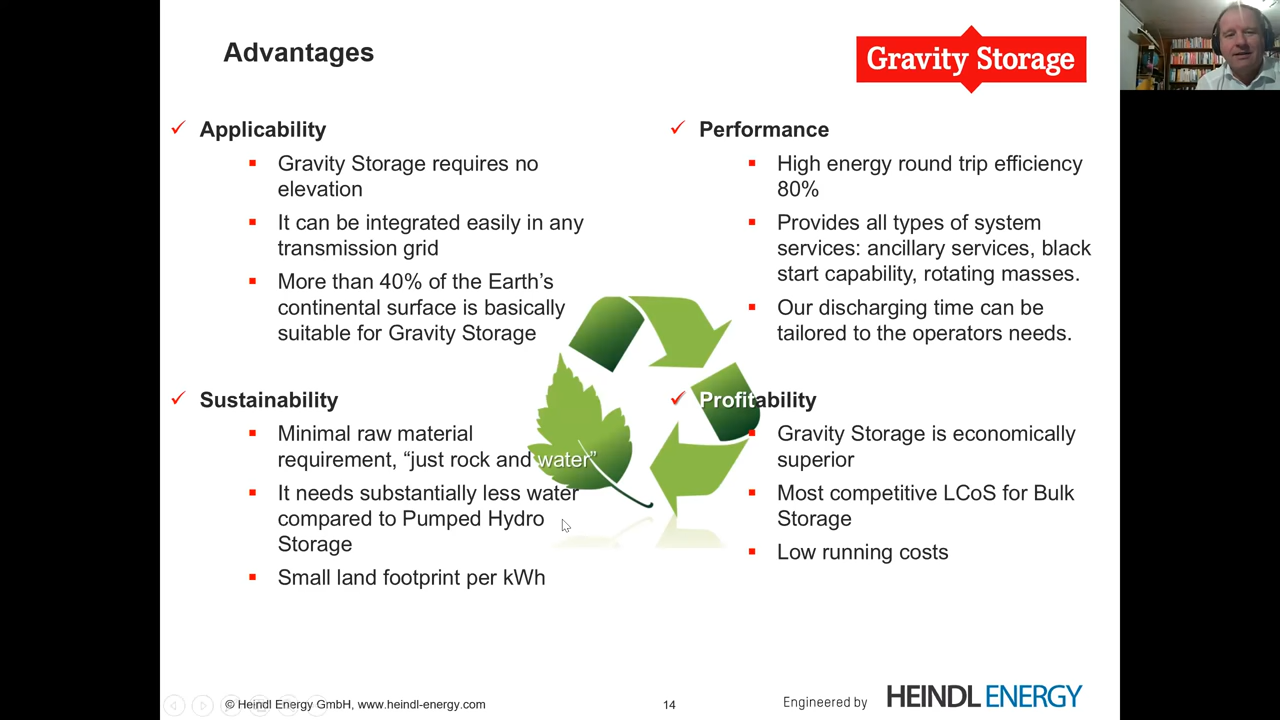 Advantages
Gravity Storage
Applicability
Gravity Storage requires no
elevation
It can be integrated easily in any
transmission grid
More than 40% of the Earth’s
continental surface is basically
suitable for Gravity Storage
Performance
High energy round trip efficiency
80%
Provides all types of system
services: ancillary services, black
start capability, rotating masses.
Our discharging time can be
tailored to the operators needs.
Sustainability
Minimal raw material
requirement, “just rock and water”
It needs substantially less water
compared to Pumped Hydro
Storage
Small land footprint per kWh
Profitability
Gravity Storage is economically
superior
Most competitive LCoS for Bulk
Storage
Low running costs
© Heindl Energy GmbH, www.heindl-energy.com
14
Engineered by
HEINDL ENERGY